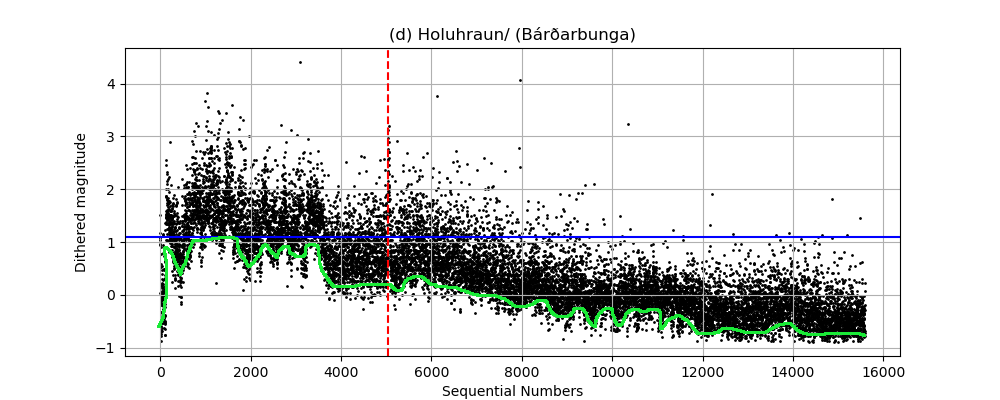 (d) Holuhraun/ (Bárðarbunga)
Dithered magnitude
4
3
2
1
0
−1
0 2000 4000 6000 8000 10000 12000 14000 16000
Sequential Numbers